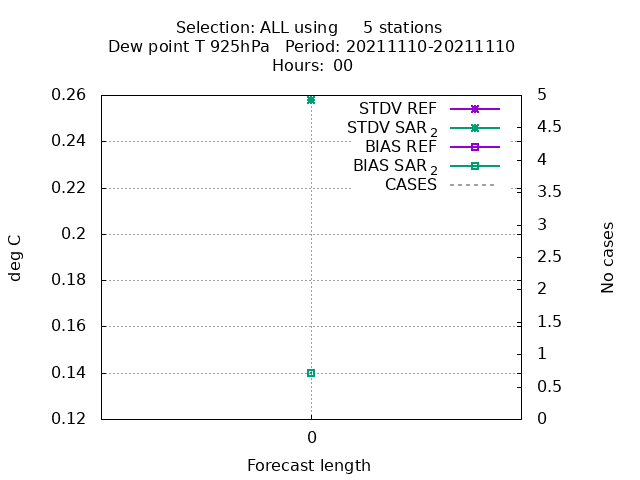 Selection: ALL using     5 stations
Dew point T 925hPa   Period: 20211110-20211110
Hours:  00
0.26
0.24
0.22
0.2
0.18
0.16
0.14
0.12
deg C
STDV REF
STDV SAR 2
BIAS REF
BIAS SAR 2
CASES
5
4.5
4
3.5
3
2.5
2
1.5
1
0.5
0
No cases
0
Forecast length